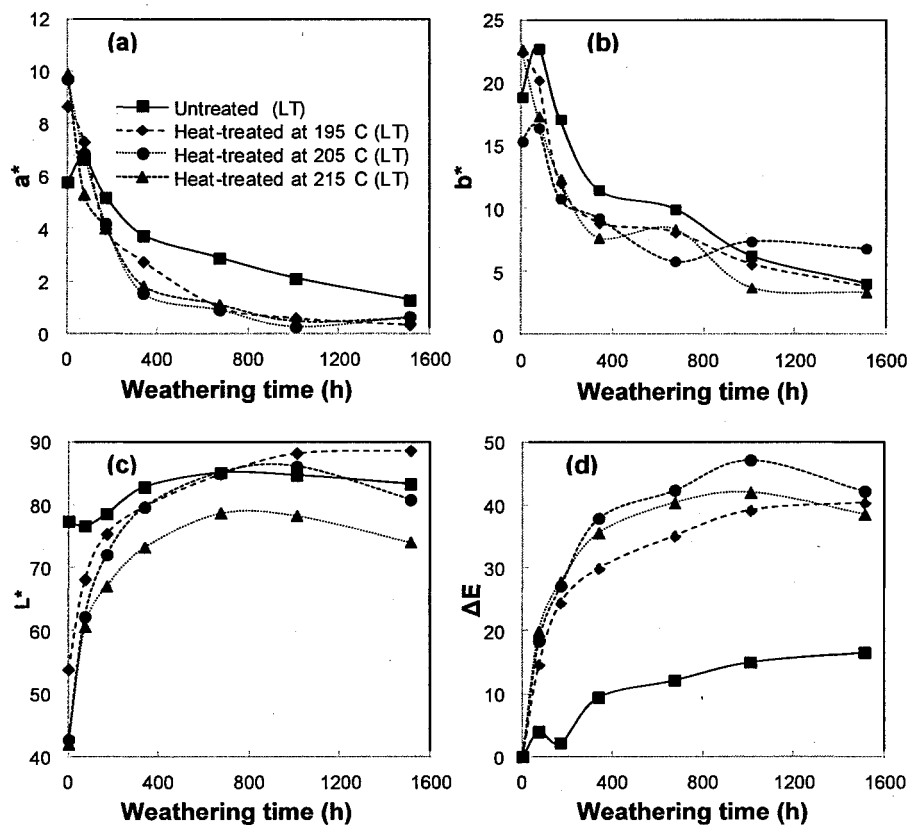 (a)
12
10
8
6
4
2
0
a*
Untreated (LT)
Heat-treated at 195 C (LT)
Heat-treated at 205 C (LT)
Heat-treated at 215 C (LT)
0 400 800 1200 1600
Weathering time (h)
(b)
25
20
15
10
5
0
b*
0 400 800 1200 1600
Weathering time (h)
(c)
90
80
70
60
50
40
L*
0 400 800 1200 1600
Weathering time (h)
(d)
50
40
30
20
10
0
ΔE
0 400 800 1200 1600
Weathering time (h)